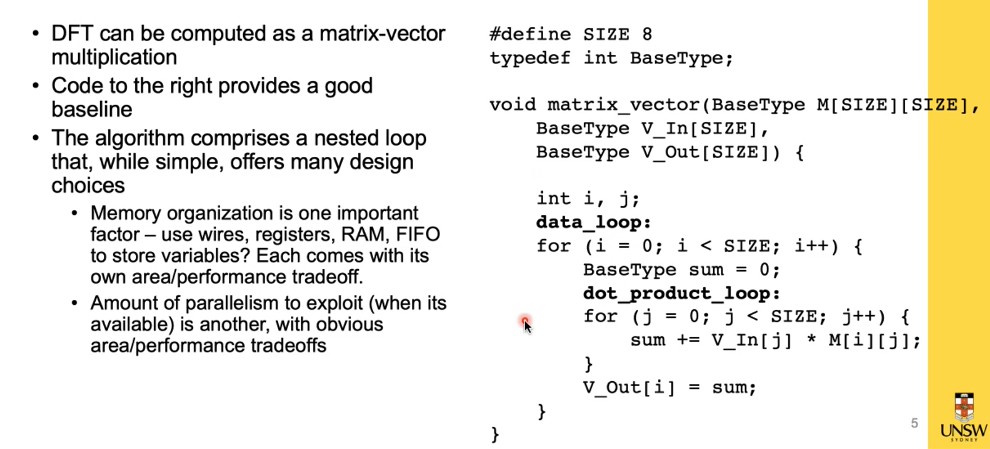 • DFT can be computed as a matrix-vector
multiplication
• Code to the right provides a good
baseline
• The algorithm comprises a nested loop
that, while simple, offers many design
choices
• Memory organization is one important
factor – use wires, registers, RAM, FIFO
to store variables? Each comes with its
own area/performance tradeoff.
• Amount of parallelism to exploit (when its
available) is another, with obvious
area/performance tradeoffs
#define SIZE 8
typedef int BaseType;
void matrix_vector(BaseType M[SIZE][SIZE],
BaseType V_In[SIZE],
BaseType V_Out[SIZE]) {
int i, j;
data_loop:
for (i = 0; i < SIZE; i++) {
BaseType sum = 0;
dot_product_loop:
for (j = 0; j < SIZE; j++) {
sum += V_In[j] * M[i][j];
}
V_Out[i] = sum;
}
}
5
UNSW
SYDNEY